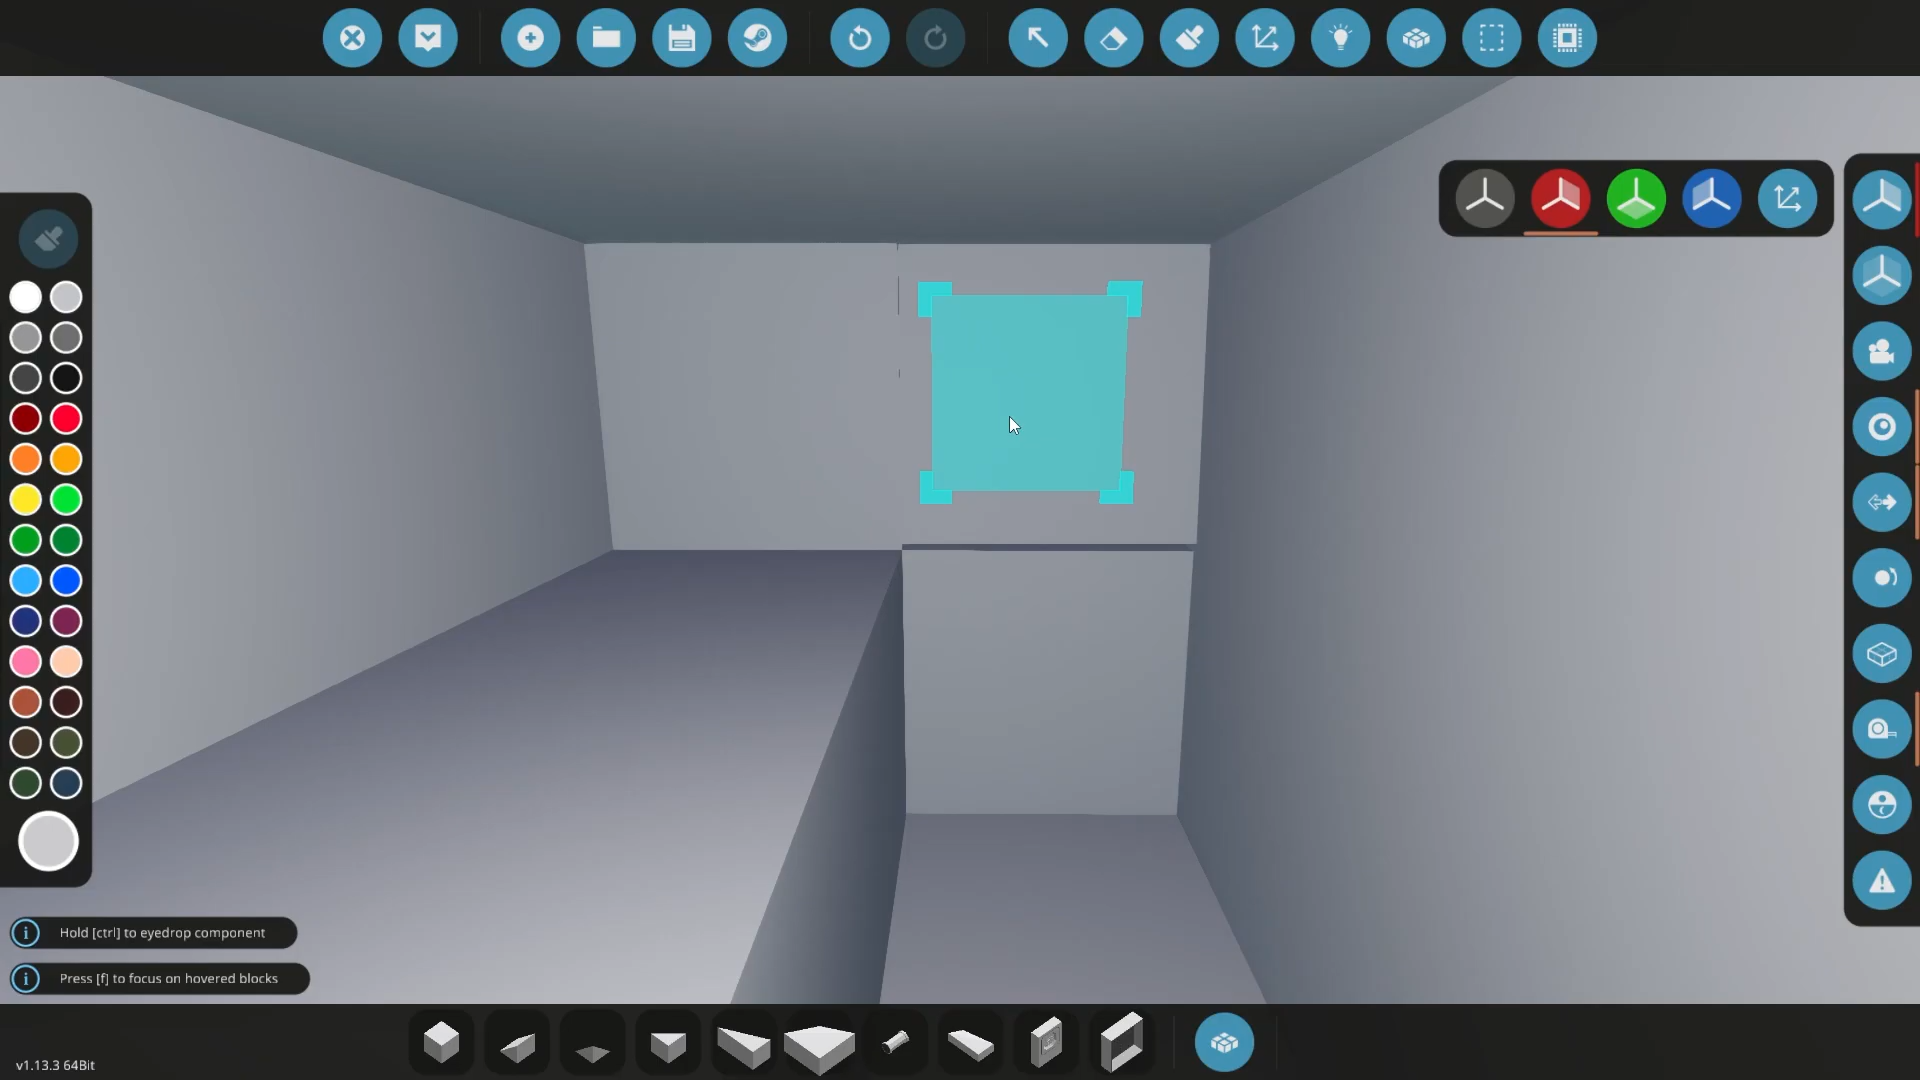 Hold [ctrl] to eyedrop component
Press [f] to focus on hovered blocks
v1.13.3 64Bit